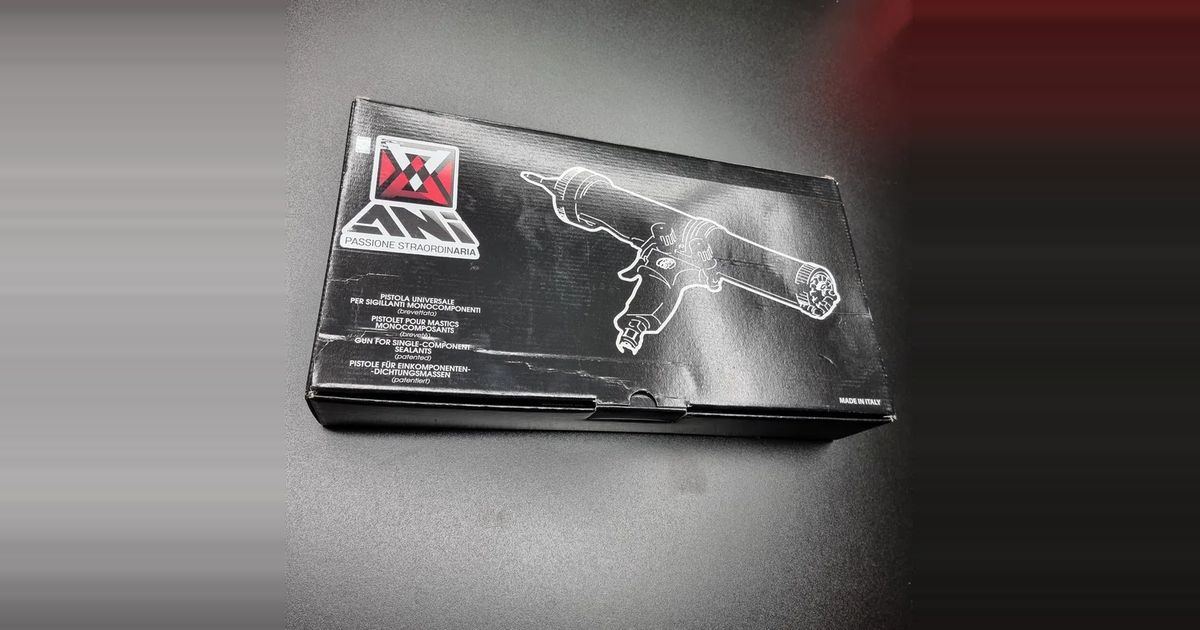 ANi
PASSIONE STRAORDINARIA
PISTOLA UNIVERSALE
PER SIGILLANTI MONOCOMPONENTI
(brevettata)
PISTOLET POUR MASTICS
MONOCOMPOSANTS
(breveté)
GUN FOR SINGLE-COMPONENT
SEALANTS
(patented)
PISTOLE FÜR EINKOMPONENTEN-
-DICHTUNGSMASSEN
(patentiert)
MADE IN ITALY